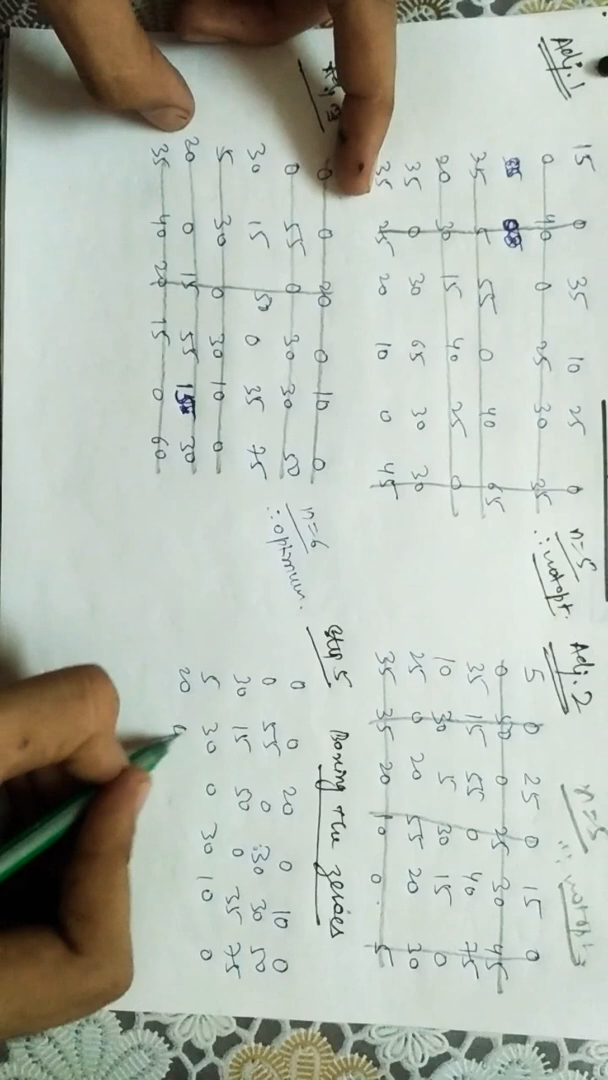 Adj. 1
15 0 35 10 25 0
0 40 0 25 30 35
35 5 55 0 40 65
20 30 15 40 25 0
35 0 30 65 30 30
35 25 20 10 0 45
n=5
∴ not opt.
Adj. 2
n=5
∴ not opt
5 0 25 0 15 0
0 50 0 25 30 45
35 15 55 0 40 75
10 30 5 30 15 0
25 0 20 55 20 30
35 35 20 10 0 5
0 0 20 0 10 0
0 55 0 30 30 50
30 15 50 0 35 75
5 30 0 30 10 0
20 0 15 55 15 30
35 40 20 15 0 60
n=6
∴ optimum.
Step 5 Boxing the zeroes
0 0 20 0 10 0
0 55 0 30 30 50
30 15 50 0 35 75
5 30 0 30 10 0
20